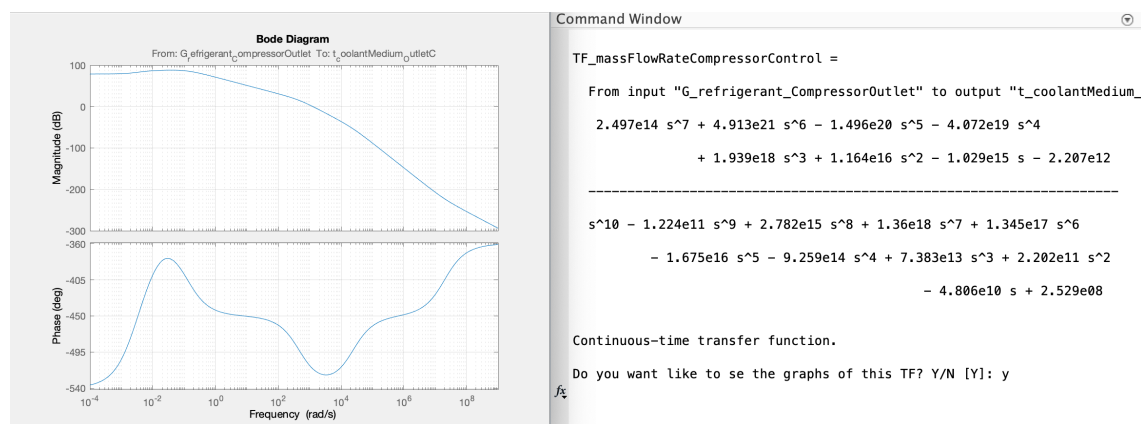 Bode Diagram
From: G_refrigerant_CompressorOutlet To: t_coolantMedium_OutletC
100
0
-100
-200
-300
Magnitude (dB)
-360
-405
-450
-495
-540
Phase (deg)
10^-4 10^-2 10^0 10^2 10^4 10^6 10^8
Frequency (rad/s)
Command Window
TF_massFlowRateCompressorControl =
From input "G_refrigerant_CompressorOutlet" to output "t_coolantMedium_
2.497e14 s^7 + 4.913e21 s^6 - 1.496e20 s^5 - 4.072e19 s^4
+ 1.939e18 s^3 + 1.164e16 s^2 - 1.029e15 s - 2.207e12
----------------------------------------------------------------------
s^10 - 1.224e11 s^9 + 2.782e15 s^8 + 1.36e18 s^7 + 1.345e17 s^6
- 1.675e16 s^5 - 9.259e14 s^4 + 7.383e13 s^3 + 2.202e11 s^2
- 4.806e10 s + 2.529e08
Continuous-time transfer function.
Do you want like to se the graphs of this TF? Y/N [Y]: y
fx